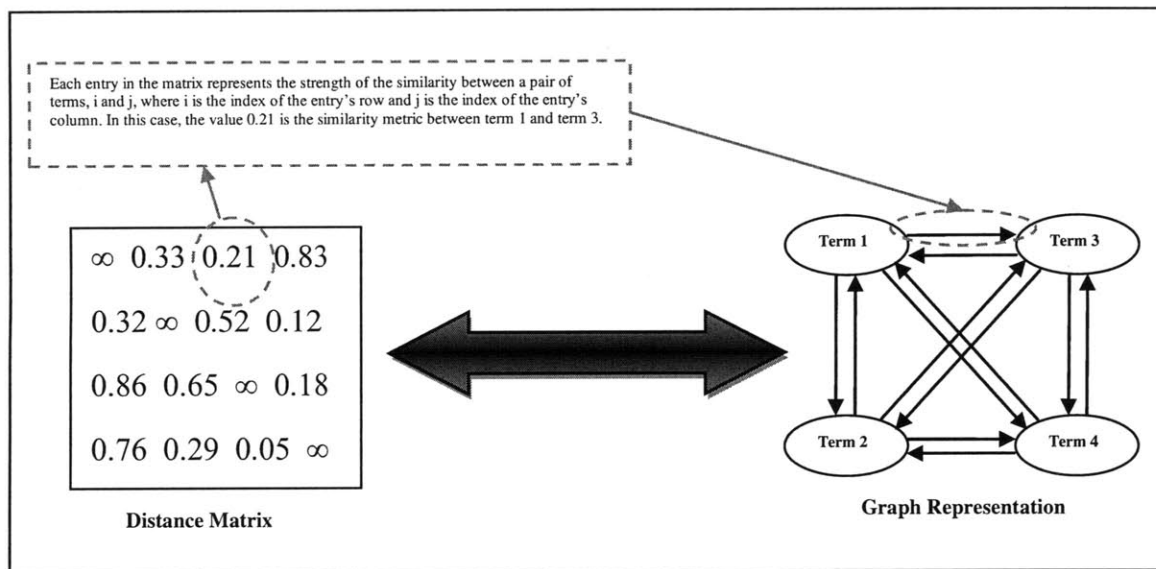 Each entry in the matrix represents the strength of the similarity between a pair of
terms, i and j, where i is the index of the entry's row and j is the index of the entry's
column. In this case, the value 0.21 is the similarity metric between term 1 and term 3.
∞ 0.33 0.21 0.83
0.32 ∞ 0.52 0.12
0.86 0.65 ∞ 0.18
0.76 0.29 0.05 ∞
Distance Matrix
Term 1
Term 3
Term 2
Term 4
Graph Representation